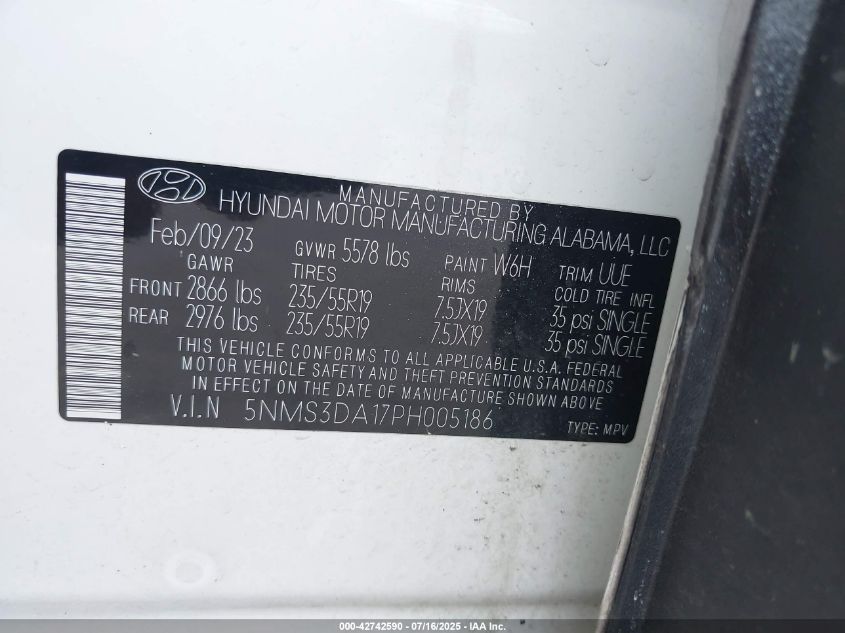 MANUFACTURED BY
HYUNDAI MOTOR MANUFACTURING ALABAMA, LLC
Feb/09/23 GVWR 5578 lbs PAINT W6H TRIM UUE
GAWR TIRES RIMS COLD TIRE INFL
FRONT 2866 lbs 235/55R19 7.5JX19 35 psi SINGLE
REAR 2976 lbs 235/55R19 7.5JX19 35 psi SINGLE
THIS VEHICLE CONFORMS TO ALL APPLICABLE U.S.A. FEDERAL
MOTOR VEHICLE SAFETY AND THEFT PREVENTION STANDARDS
IN EFFECT ON THE DATE OF MANUFACTURE SHOWN ABOVE.
V.I.N 5NMS3DA17PH005186 TYPE: MPV
000-42742590 - 07/16/2025 - IAA Inc.